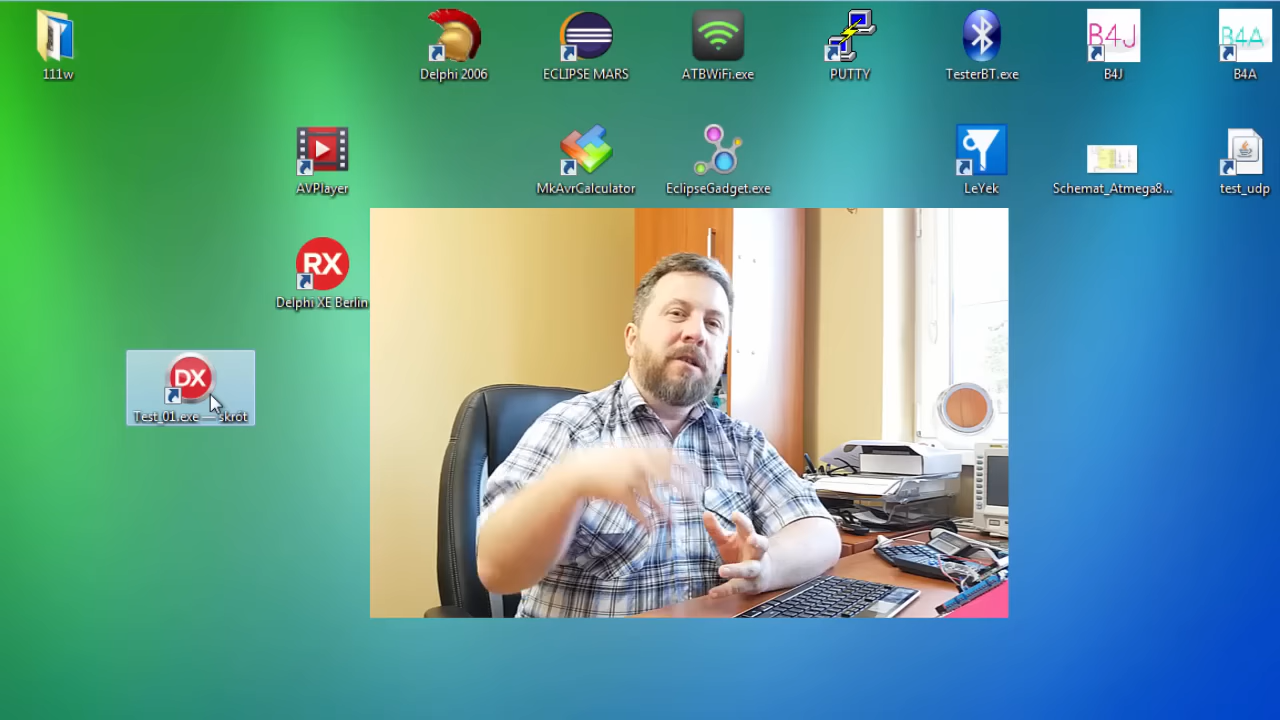 111w
Delphi 2006
ECLIPSE MARS
ATBWiFi.exe
PUTTY
TesterBT.exe
B4J
B4J
B4A
B4A
AVPlayer
MkAvrCalculator
EclipseGadget.exe
LeYek
Schemat_Atmega8...
test_udp
RX
Delphi XE Berlin
DX
Test_01.exe — skrót